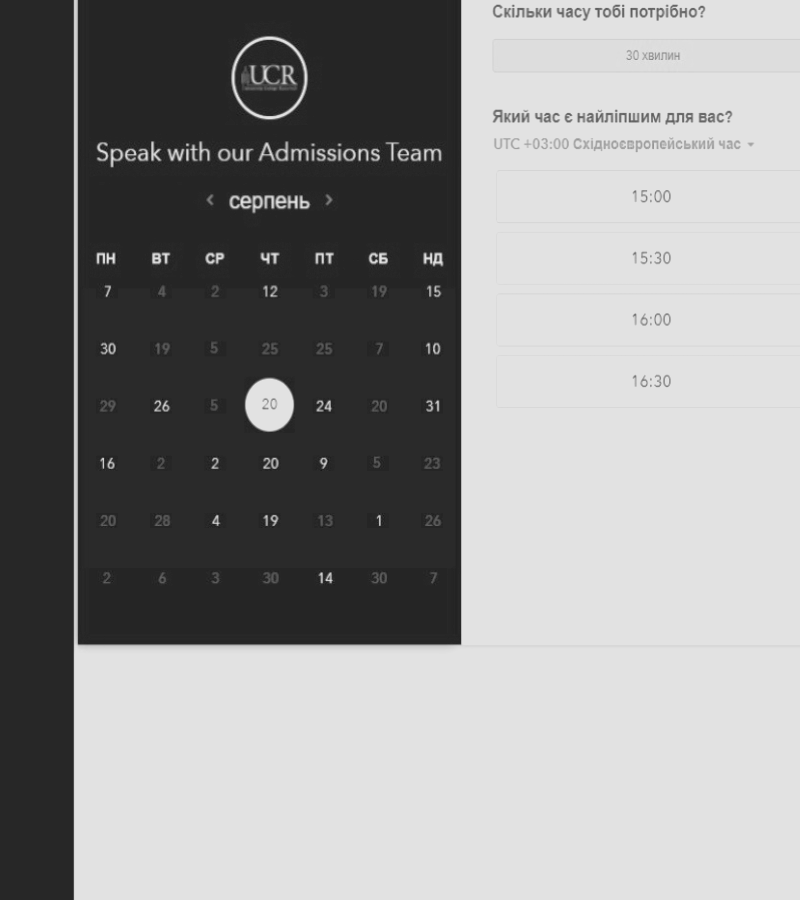 UCR
Speak with our Admissions Team
‹ серпень ›
ПН ВТ СР ЧТ ПТ СБ НД
7 4 2 12 3 19 15
30 19 5 25 25 7 10
29 26 5 20 24 20 31
16 2 2 20 9 5 23
20 28 4 19 13 1 26
2 6 3 30 14 30 7
Скільки часу тобі потрібно?
30 хвилин
Який час є найліпшим для вас?
UTC +03:00 Східноєвропейський час
15:00
15:30
16:00
16:30